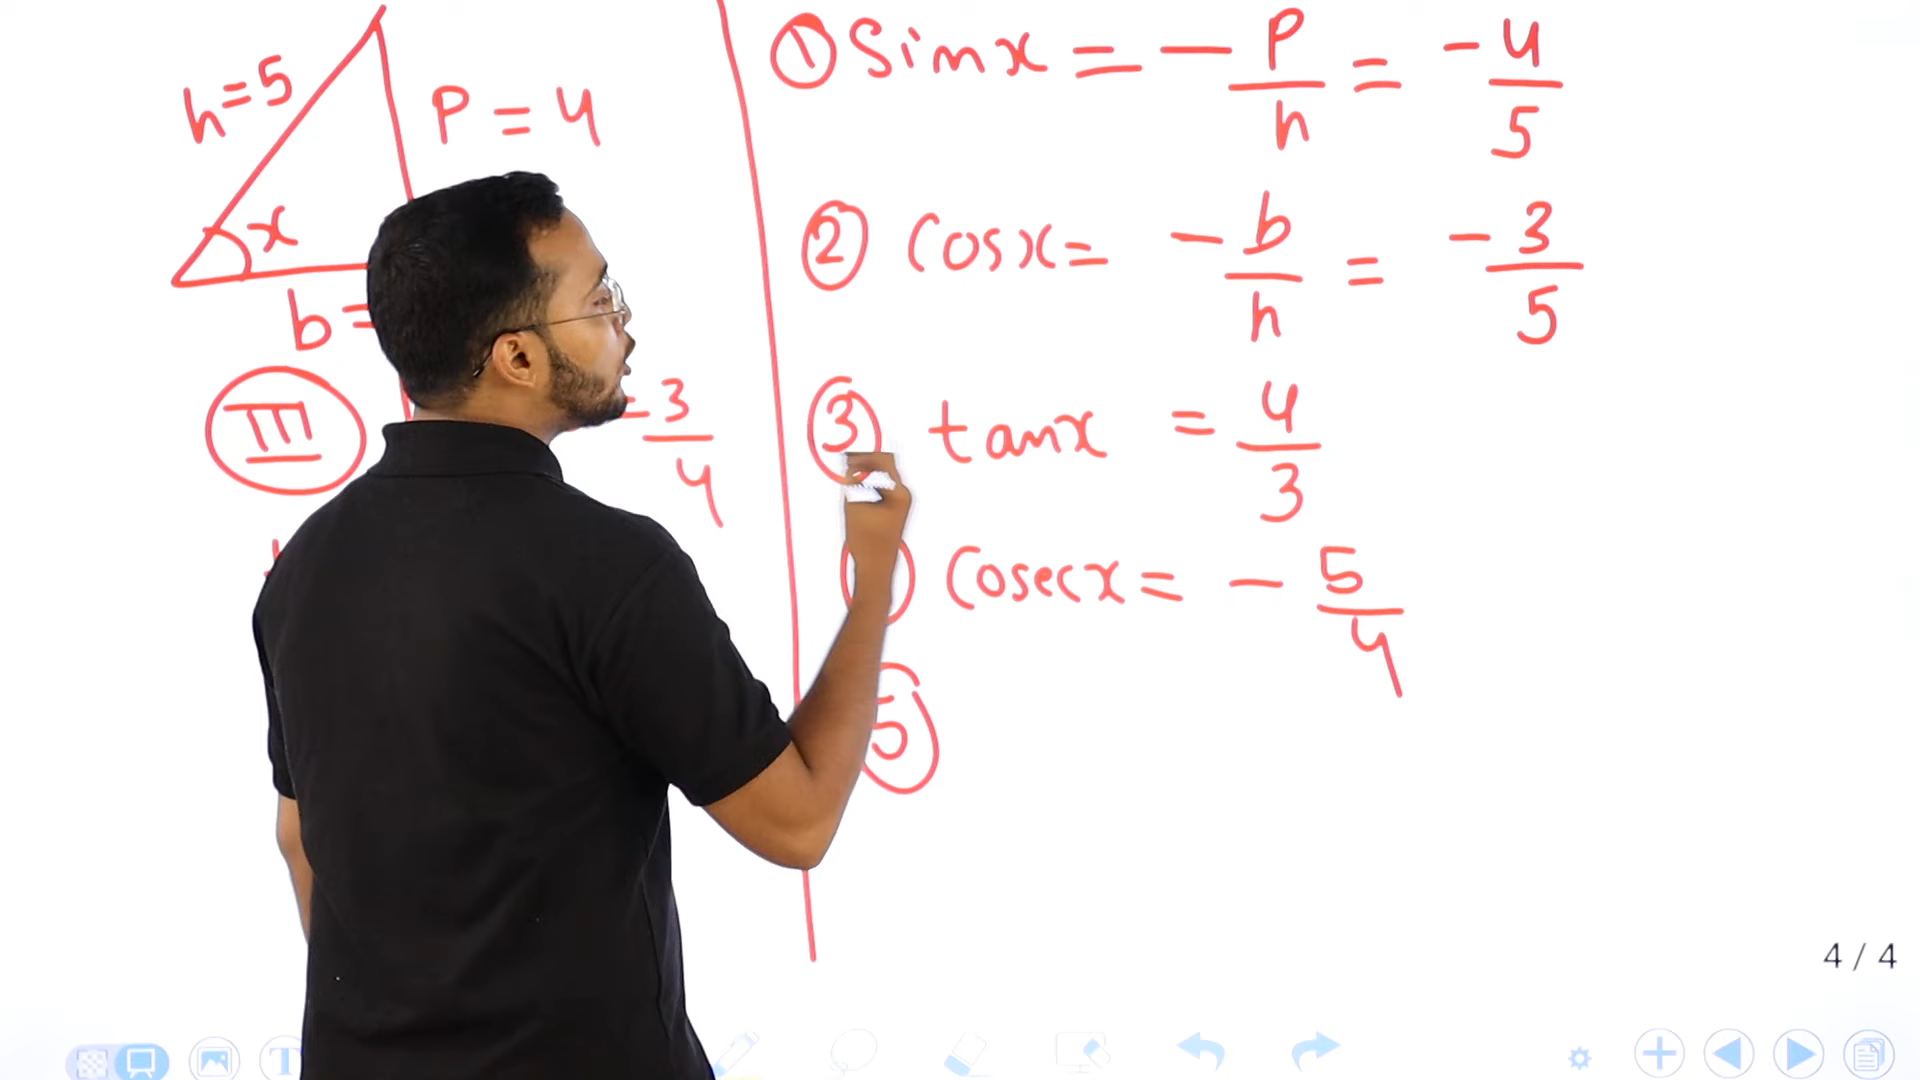 h = 5
P = 4
x
b =
III
= 3/4
① Sinx = - P/h = -4/5
② Cosx = - b/h = - 3/5
③ tanx = 4/3
Cosecx = - 5/4
⑤
4 / 4
T